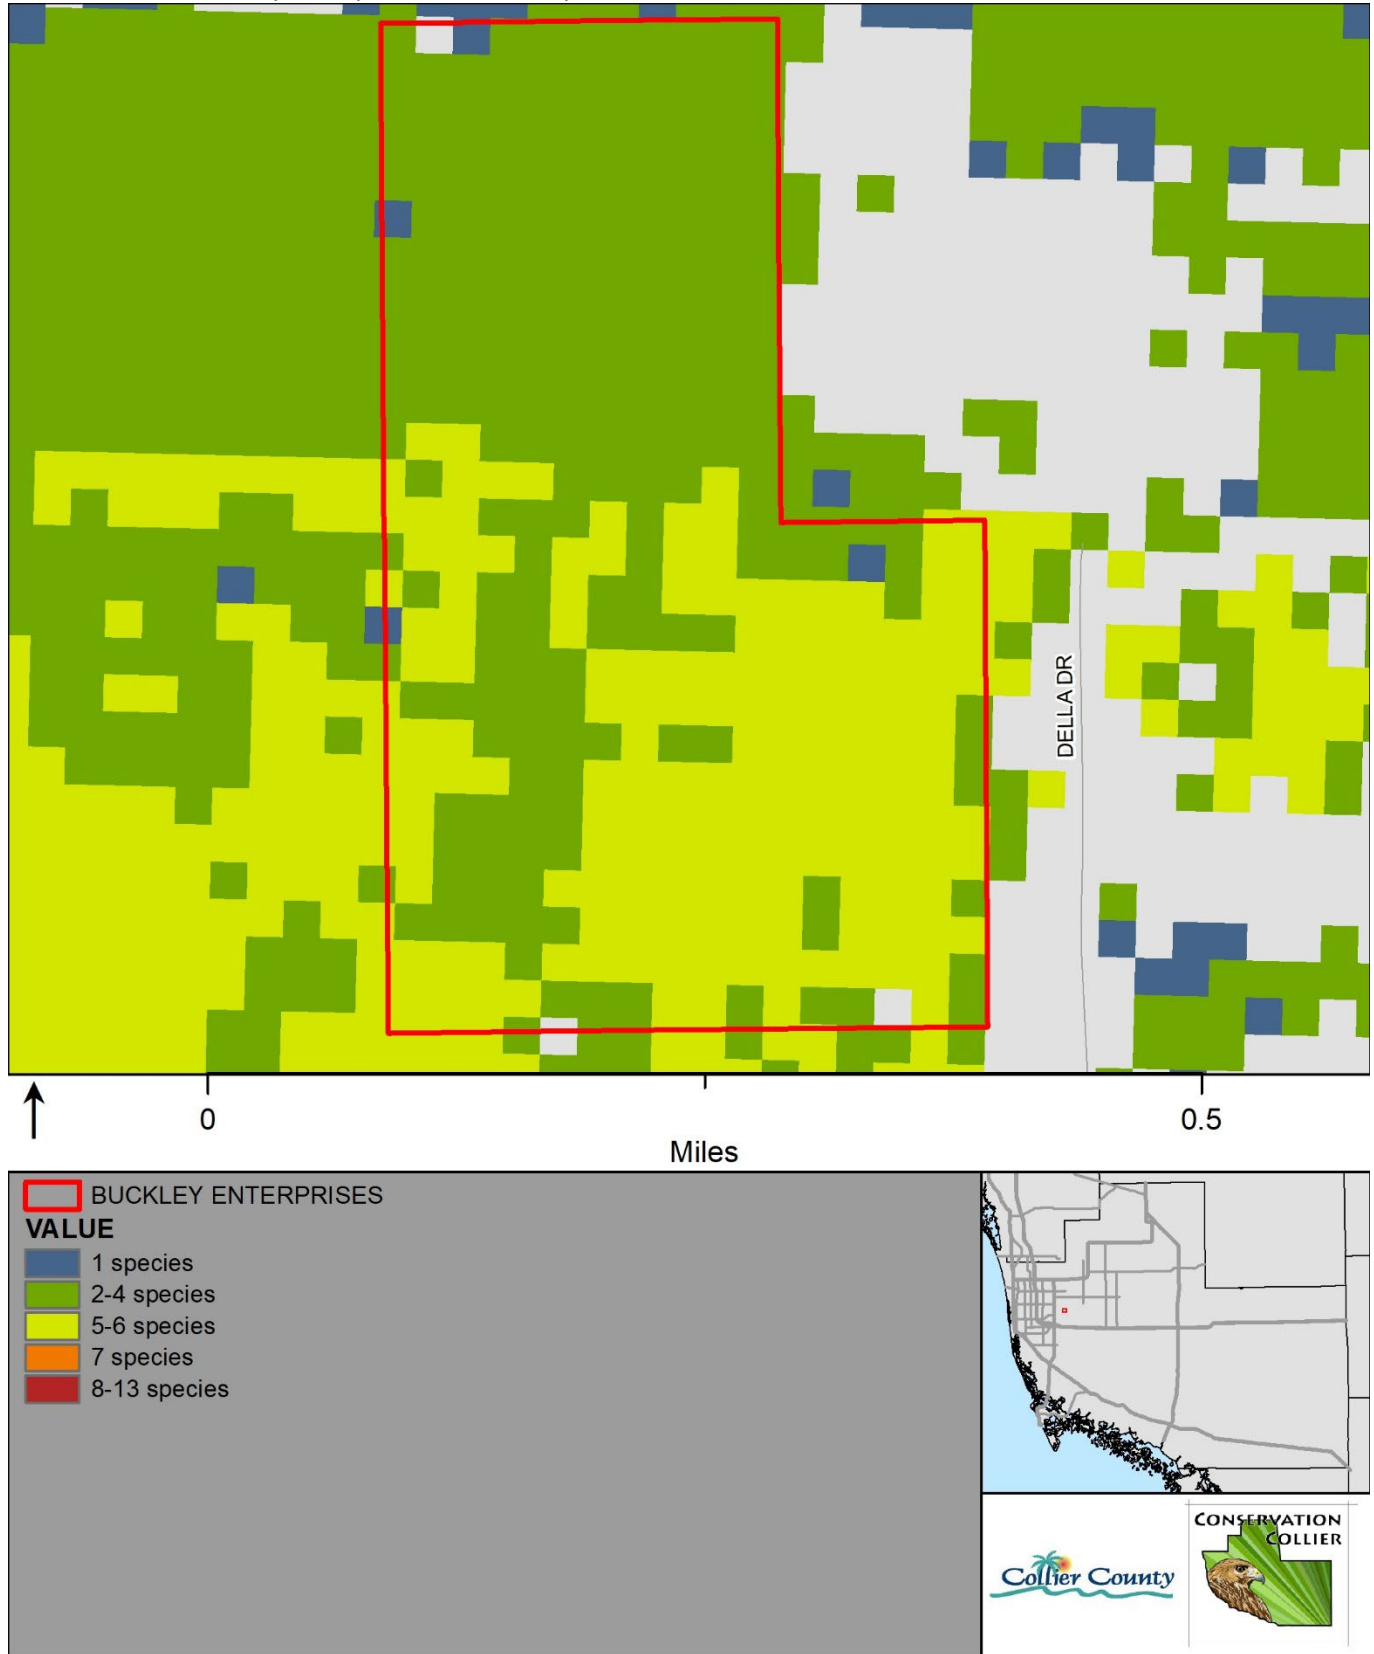 DELLA DR
0
0.5
Miles
BUCKLEY ENTERPRISES
VALUE
1 species
2-4 species
5-6 species
7 species
8-13 species
Collier County
CONSERVATION
COLLIER